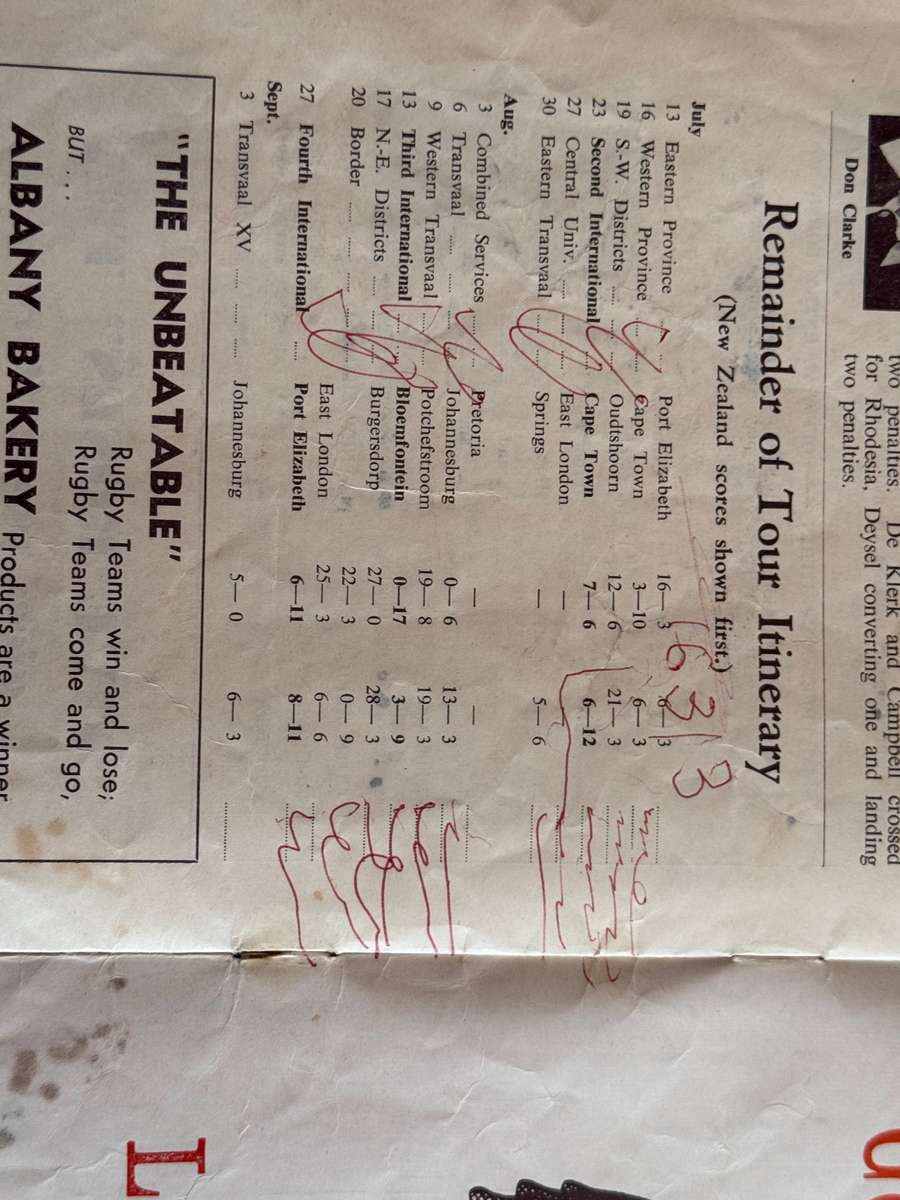 Don Clarke
two penalties. De Klerk and Campbell crossed
for Rhodesia, Deysel converting one and landing
two penalties.
Remainder of Tour Itinerary
(New Zealand scores shown first.)
July
13 Eastern Province ...... Port Elizabeth 16— 3 6— 3
16 Western Province ...... Cape Town 3—10 6— 3
19 S.-W. Districts ...... Oudtshoorn 12— 6 21— 3
23 Second International ...... Cape Town 7— 6 6—12
27 Central Univ. ...... East London —
30 Eastern Transvaal ...... Springs — 5— 6
Aug.
3 Combined Services ...... Pretoria — —
6 Transvaal ...... ...... Johannesburg 0— 6 13— 3
9 Western Transvaal ...... Potchefstroom 19— 8 19— 3
13 Third International ...... Bloemfontein 0—17 3— 9
17 N.-E. Districts ...... ...... Burgersdorp 27— 0 28— 3
20 Border ...... ...... ...... 22— 3 0— 9
East London 25— 3 6— 6
27 Fourth International ...... Port Elizabeth 6—11 8—11
Sept.
3 Transvaal XV ...... ...... ...... Johannesburg 5— 0 6— 3
16 3 3
"THE UNBEATABLE"
Rugby Teams win and lose;
Rugby Teams come and go,
BUT . . .
ALBANY BAKERY Products are a winner
L